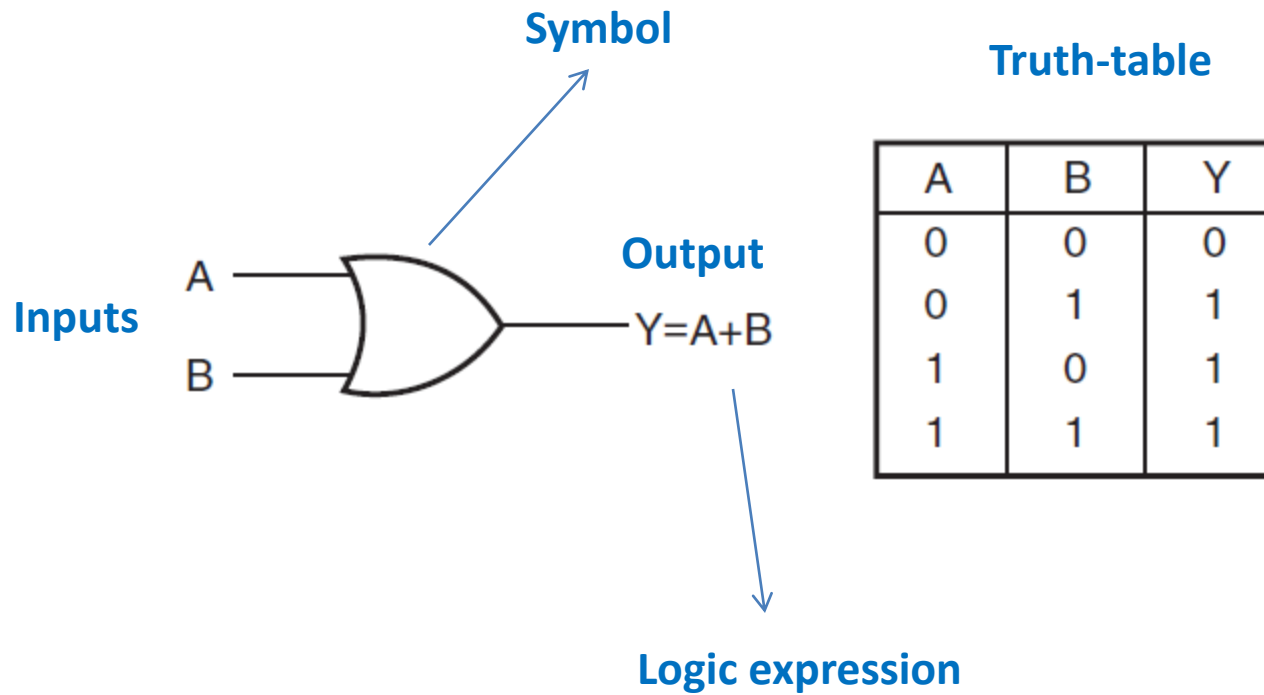 Symbol
Truth-table
Inputs
A
B
Output
Y=A+B
A B Y
0 0 0
0 1 1
1 0 1
1 1 1
Logic expression